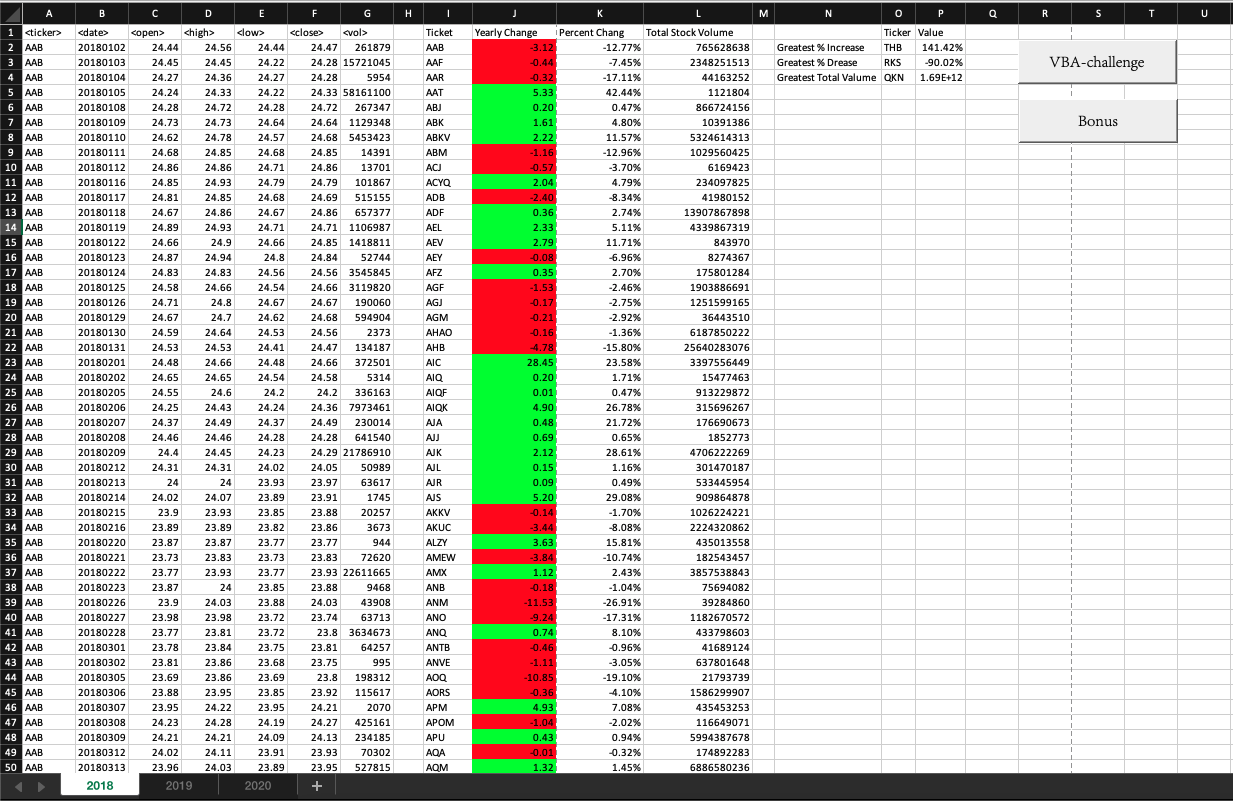 A B C D E F G H I J K L M N O P Q R S T U
1 <ticker> <date> <open> <high> <low> <close> <vol> Ticket Yearly Change Percent Chang Total Stock Volume Ticker Value
2 AAB 20180102 24.44 24.56 24.44 24.47 261879 AAB -3.12 -12.77% 765628638 Greatest % Increase THB 141.42% VBA-challenge
3 AAB 20180103 24.45 24.45 24.22 24.28 15721045 AAF -0.44 -7.45% 2348251513 Greatest % Drease RKS -90.02%
4 AAB 20180104 24.27 24.36 24.27 24.28 5954 AAR -0.32 -17.11% 44163252 Greatest Total Valume QKN 1.69E+12
5 AAB 20180105 24.24 24.33 24.22 24.33 58161100 AAT 5.33 42.44% 1121804
6 AAB 20180108 24.28 24.72 24.28 24.72 267347 ABJ 0.20 0.47% 866724156 Bonus
7 AAB 20180109 24.73 24.73 24.64 24.64 1129348 ABK 1.61 4.80% 10391386
8 AAB 20180110 24.62 24.78 24.57 24.68 5453423 ABKV 2.22 11.57% 5324614313
9 AAB 20180111 24.68 24.85 24.68 24.85 14391 ABM -1.16 -12.96% 1029560425
10 AAB 20180112 24.86 24.86 24.71 24.86 13701 ACJ -0.57 -3.70% 6169423
11 AAB 20180116 24.85 24.93 24.79 24.79 101867 ACYQ 2.04 4.79% 234097825
12 AAB 20180117 24.81 24.85 24.68 24.69 515155 ADB -2.40 -8.34% 41980152
13 AAB 20180118 24.67 24.86 24.67 24.86 657377 ADF 0.36 2.74% 13907867898
14 AAB 20180119 24.89 24.93 24.71 24.71 1106987 AEL 2.33 5.11% 4339867319
15 AAB 20180122 24.66 24.9 24.66 24.85 1418811 AEV 2.79 11.71% 843970
16 AAB 20180123 24.87 24.94 24.8 24.84 52744 AEY -0.08 -6.96% 8274367
17 AAB 20180124 24.83 24.83 24.56 24.56 3545845 AFZ 0.35 2.70% 175801284
18 AAB 20180125 24.58 24.66 24.54 24.66 3119820 AGF -1.53 -2.46% 1903886691
19 AAB 20180126 24.71 24.8 24.67 24.67 190060 AGJ -0.17 -2.75% 1251599165
20 AAB 20180129 24.67 24.7 24.62 24.68 594904 AGM -0.21 -2.92% 36443510
21 AAB 20180130 24.59 24.64 24.53 24.56 2373 AHAO -0.16 -1.36% 6187850222
22 AAB 20180131 24.53 24.53 24.41 24.47 134187 AHB -4.78 -15.80% 25640283076
23 AAB 20180201 24.48 24.66 24.48 24.66 372501 AIC 28.45 23.58% 3397556449
24 AAB 20180202 24.65 24.65 24.54 24.58 5314 AIQ 0.20 1.71% 15477463
25 AAB 20180205 24.55 24.6 24.2 24.2 336163 AIQF 0.01 0.47% 913229872
26 AAB 20180206 24.25 24.43 24.24 24.36 7973461 AIQK 4.90 26.78% 315696267
27 AAB 20180207 24.37 24.49 24.37 24.49 230014 AJA 0.48 21.72% 176690673
28 AAB 20180208 24.46 24.46 24.28 24.28 641540 AJJ 0.69 0.65% 1852773
29 AAB 20180209 24.4 24.45 24.23 24.29 21786910 AJK 2.12 28.61% 4706222269
30 AAB 20180212 24.31 24.31 24.02 24.05 50989 AJL 0.15 1.16% 301470187
31 AAB 20180213 24 24 23.93 23.97 63617 AJR 0.09 0.49% 533445954
32 AAB 20180214 24.02 24.07 23.89 23.91 1745 AJS 5.20 29.08% 909864878
33 AAB 20180215 23.9 23.93 23.85 23.88 20257 AKKV -0.14 -1.70% 1026224221
34 AAB 20180216 23.89 23.89 23.82 23.86 3673 AKUC -3.44 -8.08% 2224320862
35 AAB 20180220 23.87 23.87 23.77 23.77 944 ALZY 3.63 15.81% 435013558
36 AAB 20180221 23.73 23.83 23.73 23.83 72620 AMEW -3.84 -10.74% 182543457
37 AAB 20180222 23.77 23.93 23.77 23.93 22611665 AMX 1.12 2.43% 3857538843
38 AAB 20180223 23.87 24 23.85 23.88 9468 ANB -0.18 -1.04% 75694082
39 AAB 20180226 23.9 24.03 23.88 24.03 43908 ANM -11.53 -26.91% 39284860
40 AAB 20180227 23.98 23.98 23.72 23.74 63713 ANO -9.24 -17.31% 1182670572
41 AAB 20180228 23.77 23.81 23.72 23.8 3634673 ANQ 0.74 8.10% 433798603
42 AAB 20180301 23.78 23.84 23.75 23.81 64257 ANTB -0.46 -0.96% 41689124
43 AAB 20180302 23.81 23.86 23.68 23.75 995 ANVE -1.11 -3.05% 637801648
44 AAB 20180305 23.69 23.86 23.69 23.8 198312 AOQ -10.85 -19.10% 21793739
45 AAB 20180306 23.88 23.95 23.85 23.92 115617 AORS -0.36 -4.10% 1586299907
46 AAB 20180307 23.95 24.22 23.95 24.21 2070 APM 4.93 7.08% 435453253
47 AAB 20180308 24.23 24.28 24.19 24.27 425161 APOM -1.04 -2.02% 116649071
48 AAB 20180309 24.21 24.21 24.09 24.13 234185 APU 0.43 0.94% 5994387678
49 AAB 20180312 24.02 24.11 23.91 23.93 70302 AQA -0.01 -0.32% 174892283
50 AAB 20180313 23.96 24.03 23.89 23.95 527815 AQM 1.32 1.45% 6886580236
2018 2019 2020 +